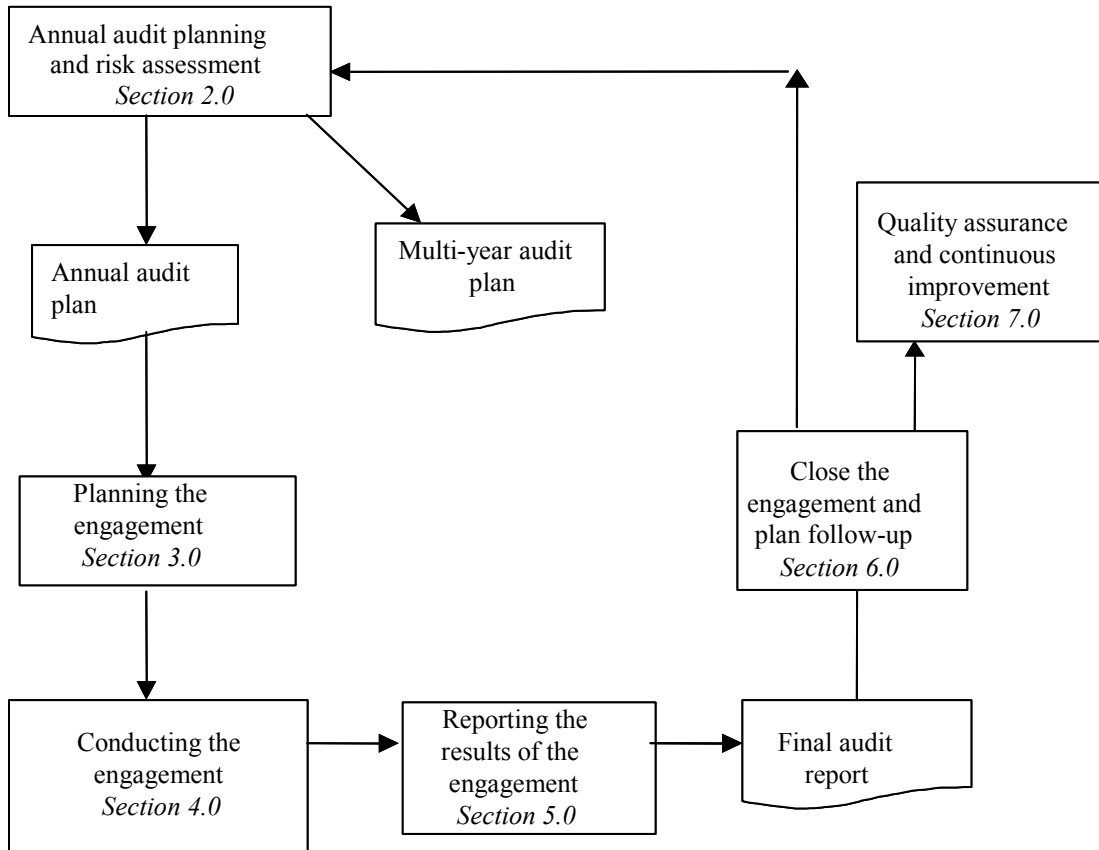 Annual audit planning
and risk assessment
Section 2.0
Annual audit
plan
Multi-year audit
plan
Quality assurance
and continuous
improvement
Section 7.0
Planning the
engagement
Section 3.0
Close the
engagement and
plan follow-up
Section 6.0
Conducting the
engagement
Section 4.0
Reporting the
results of the
engagement
Section 5.0
Final audit
report